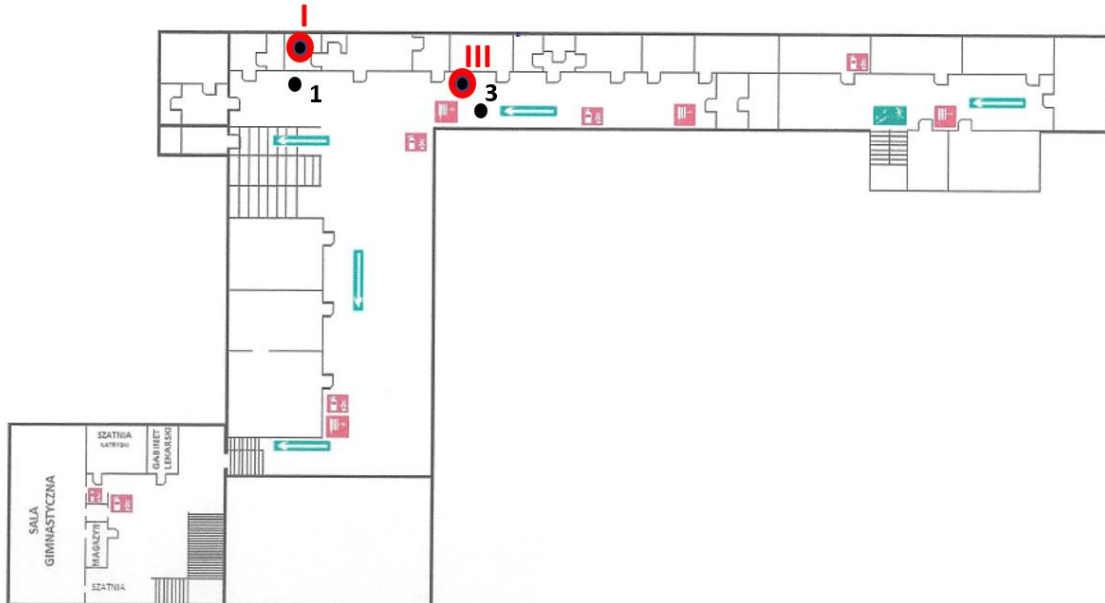 I
III
1
3
SZATNIA
NATRYSKI
GABINET
LEKARSKI
SALA
GIMNASTYCZNA
MAGAZYN
SZATNIA